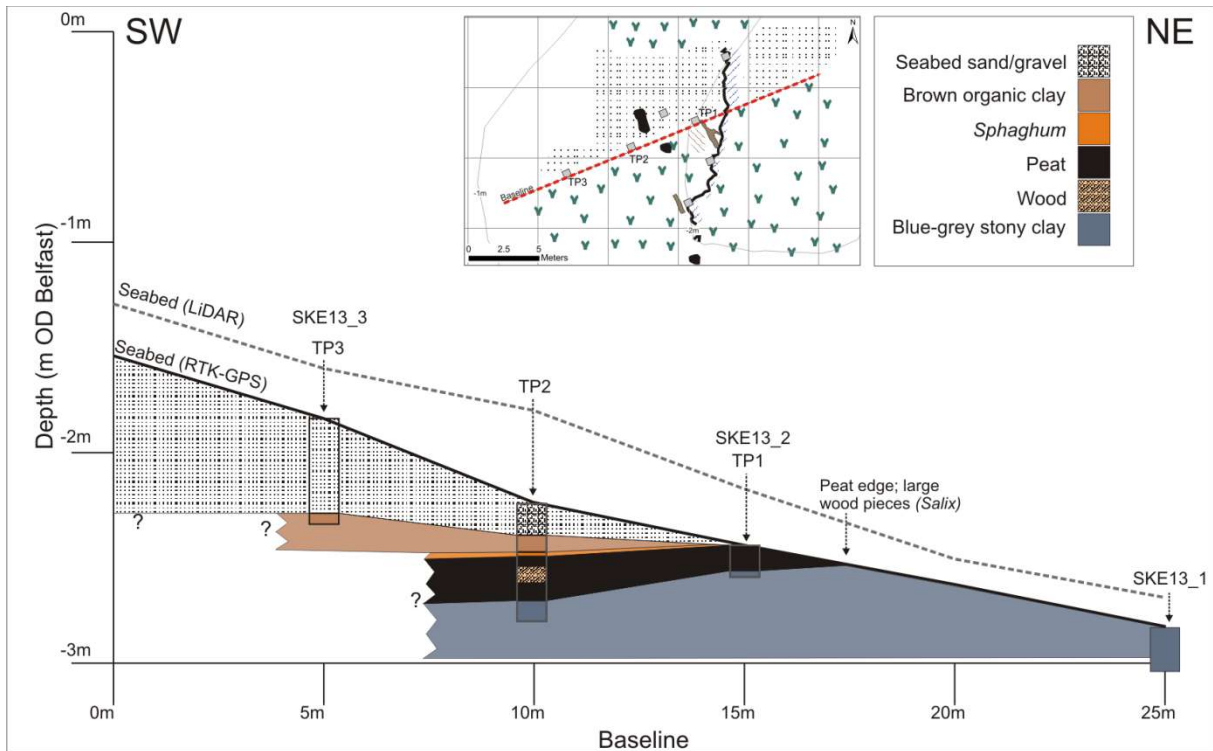 0m
SW
NE
N
TP1
TP2
TP3
Baseline
-1m
-2m
0
5
Meters
Seabed sand/gravel
Brown organic clay
Sphaghum
Peat
Wood
Blue-grey stony clay
Depth (m OD Belfast)
-1m
-2m
-3m
Seabed (LiDAR)
Seabed (RTK-GPS)
SKE13_3
TP3
TP2
SKE13_2
TP1
Peat edge; large
wood pieces (Salix)
SKE13_1
?
?
?
0m
5m
10m
15m
20m
25m
Baseline